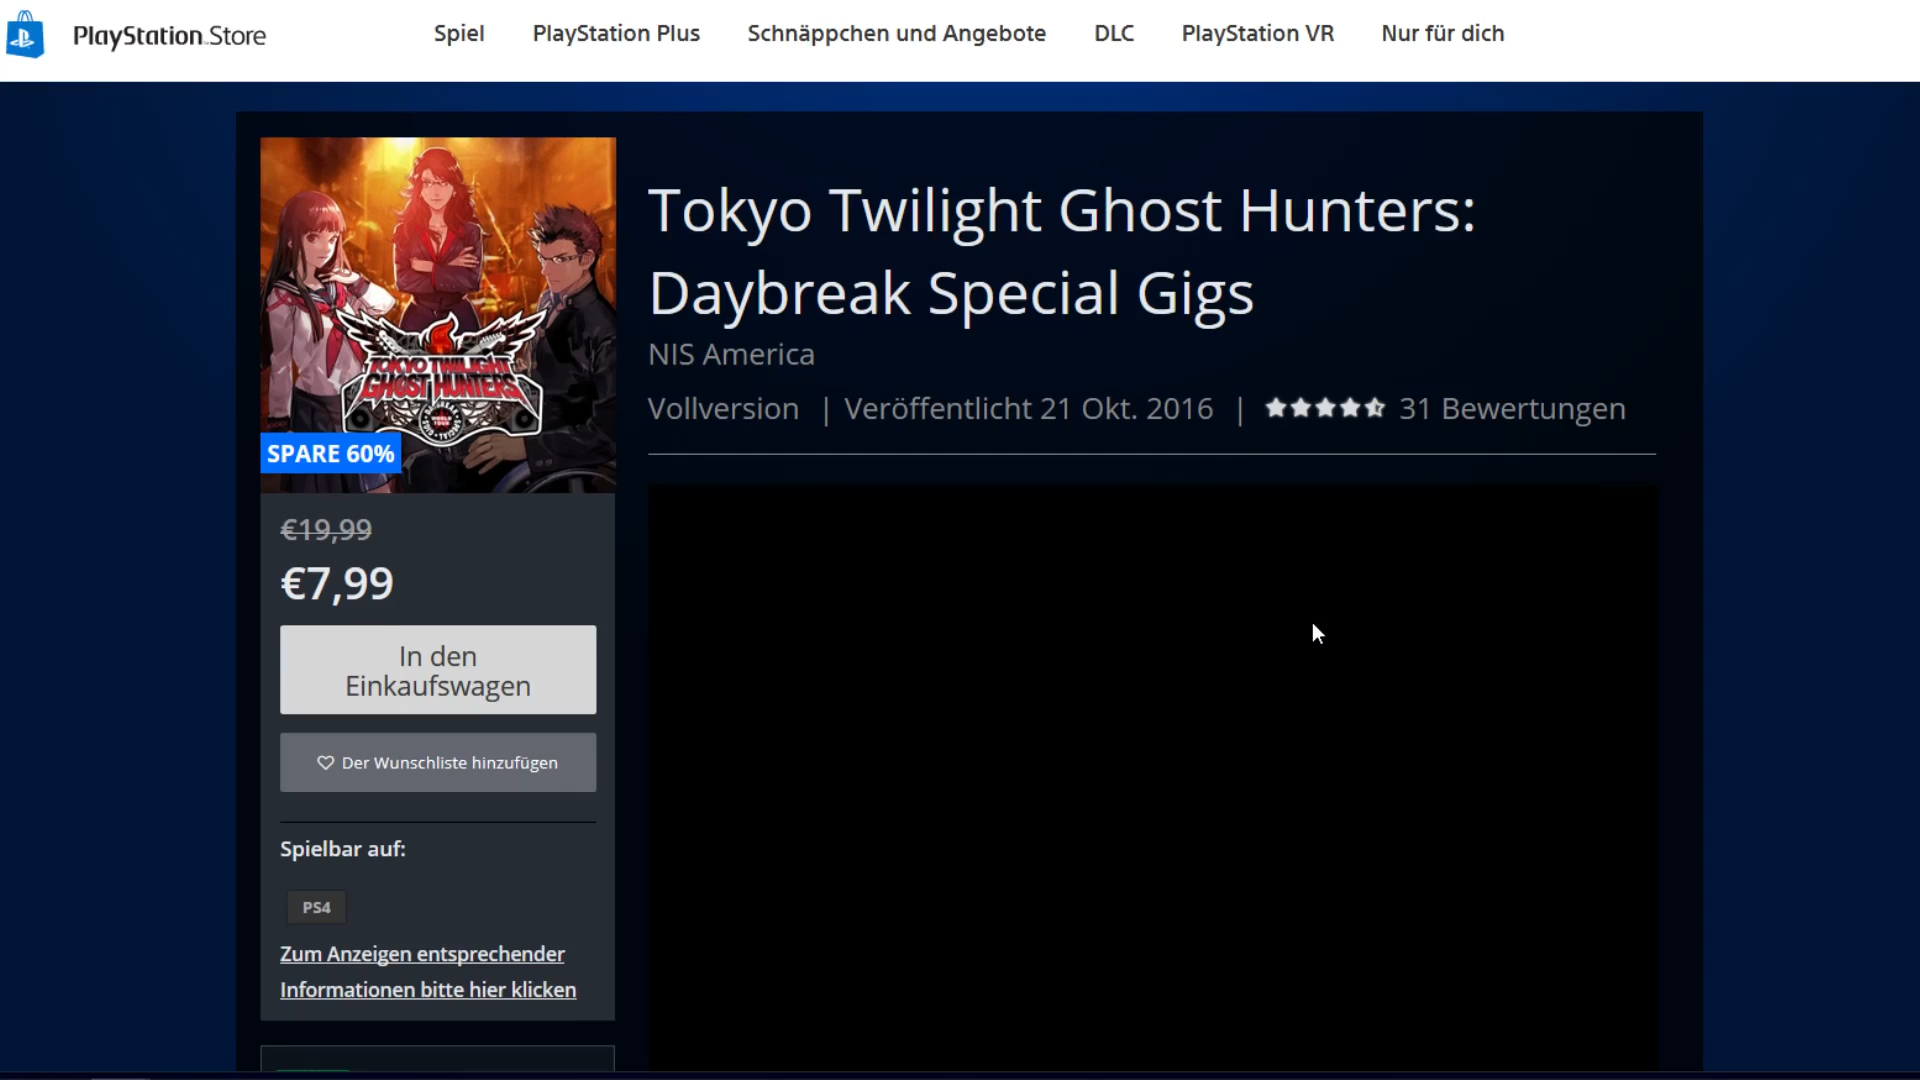 PlayStation Store
Spiel
PlayStation Plus
Schnäppchen und Angebote
DLC
PlayStation VR
Nur für dich
TOKYO TWILIGHT
GHOST HUNTERS
SPARE 60%
Tokyo Twilight Ghost Hunters:
Daybreak Special Gigs
NIS America
Vollversion | Veröffentlicht 21 Okt. 2016 | 31 Bewertungen
€19,99
€7,99
In den
Einkaufswagen
Der Wunschliste hinzufügen
Spielbar auf:
PS4
Zum Anzeigen entsprechender
Informationen bitte hier klicken